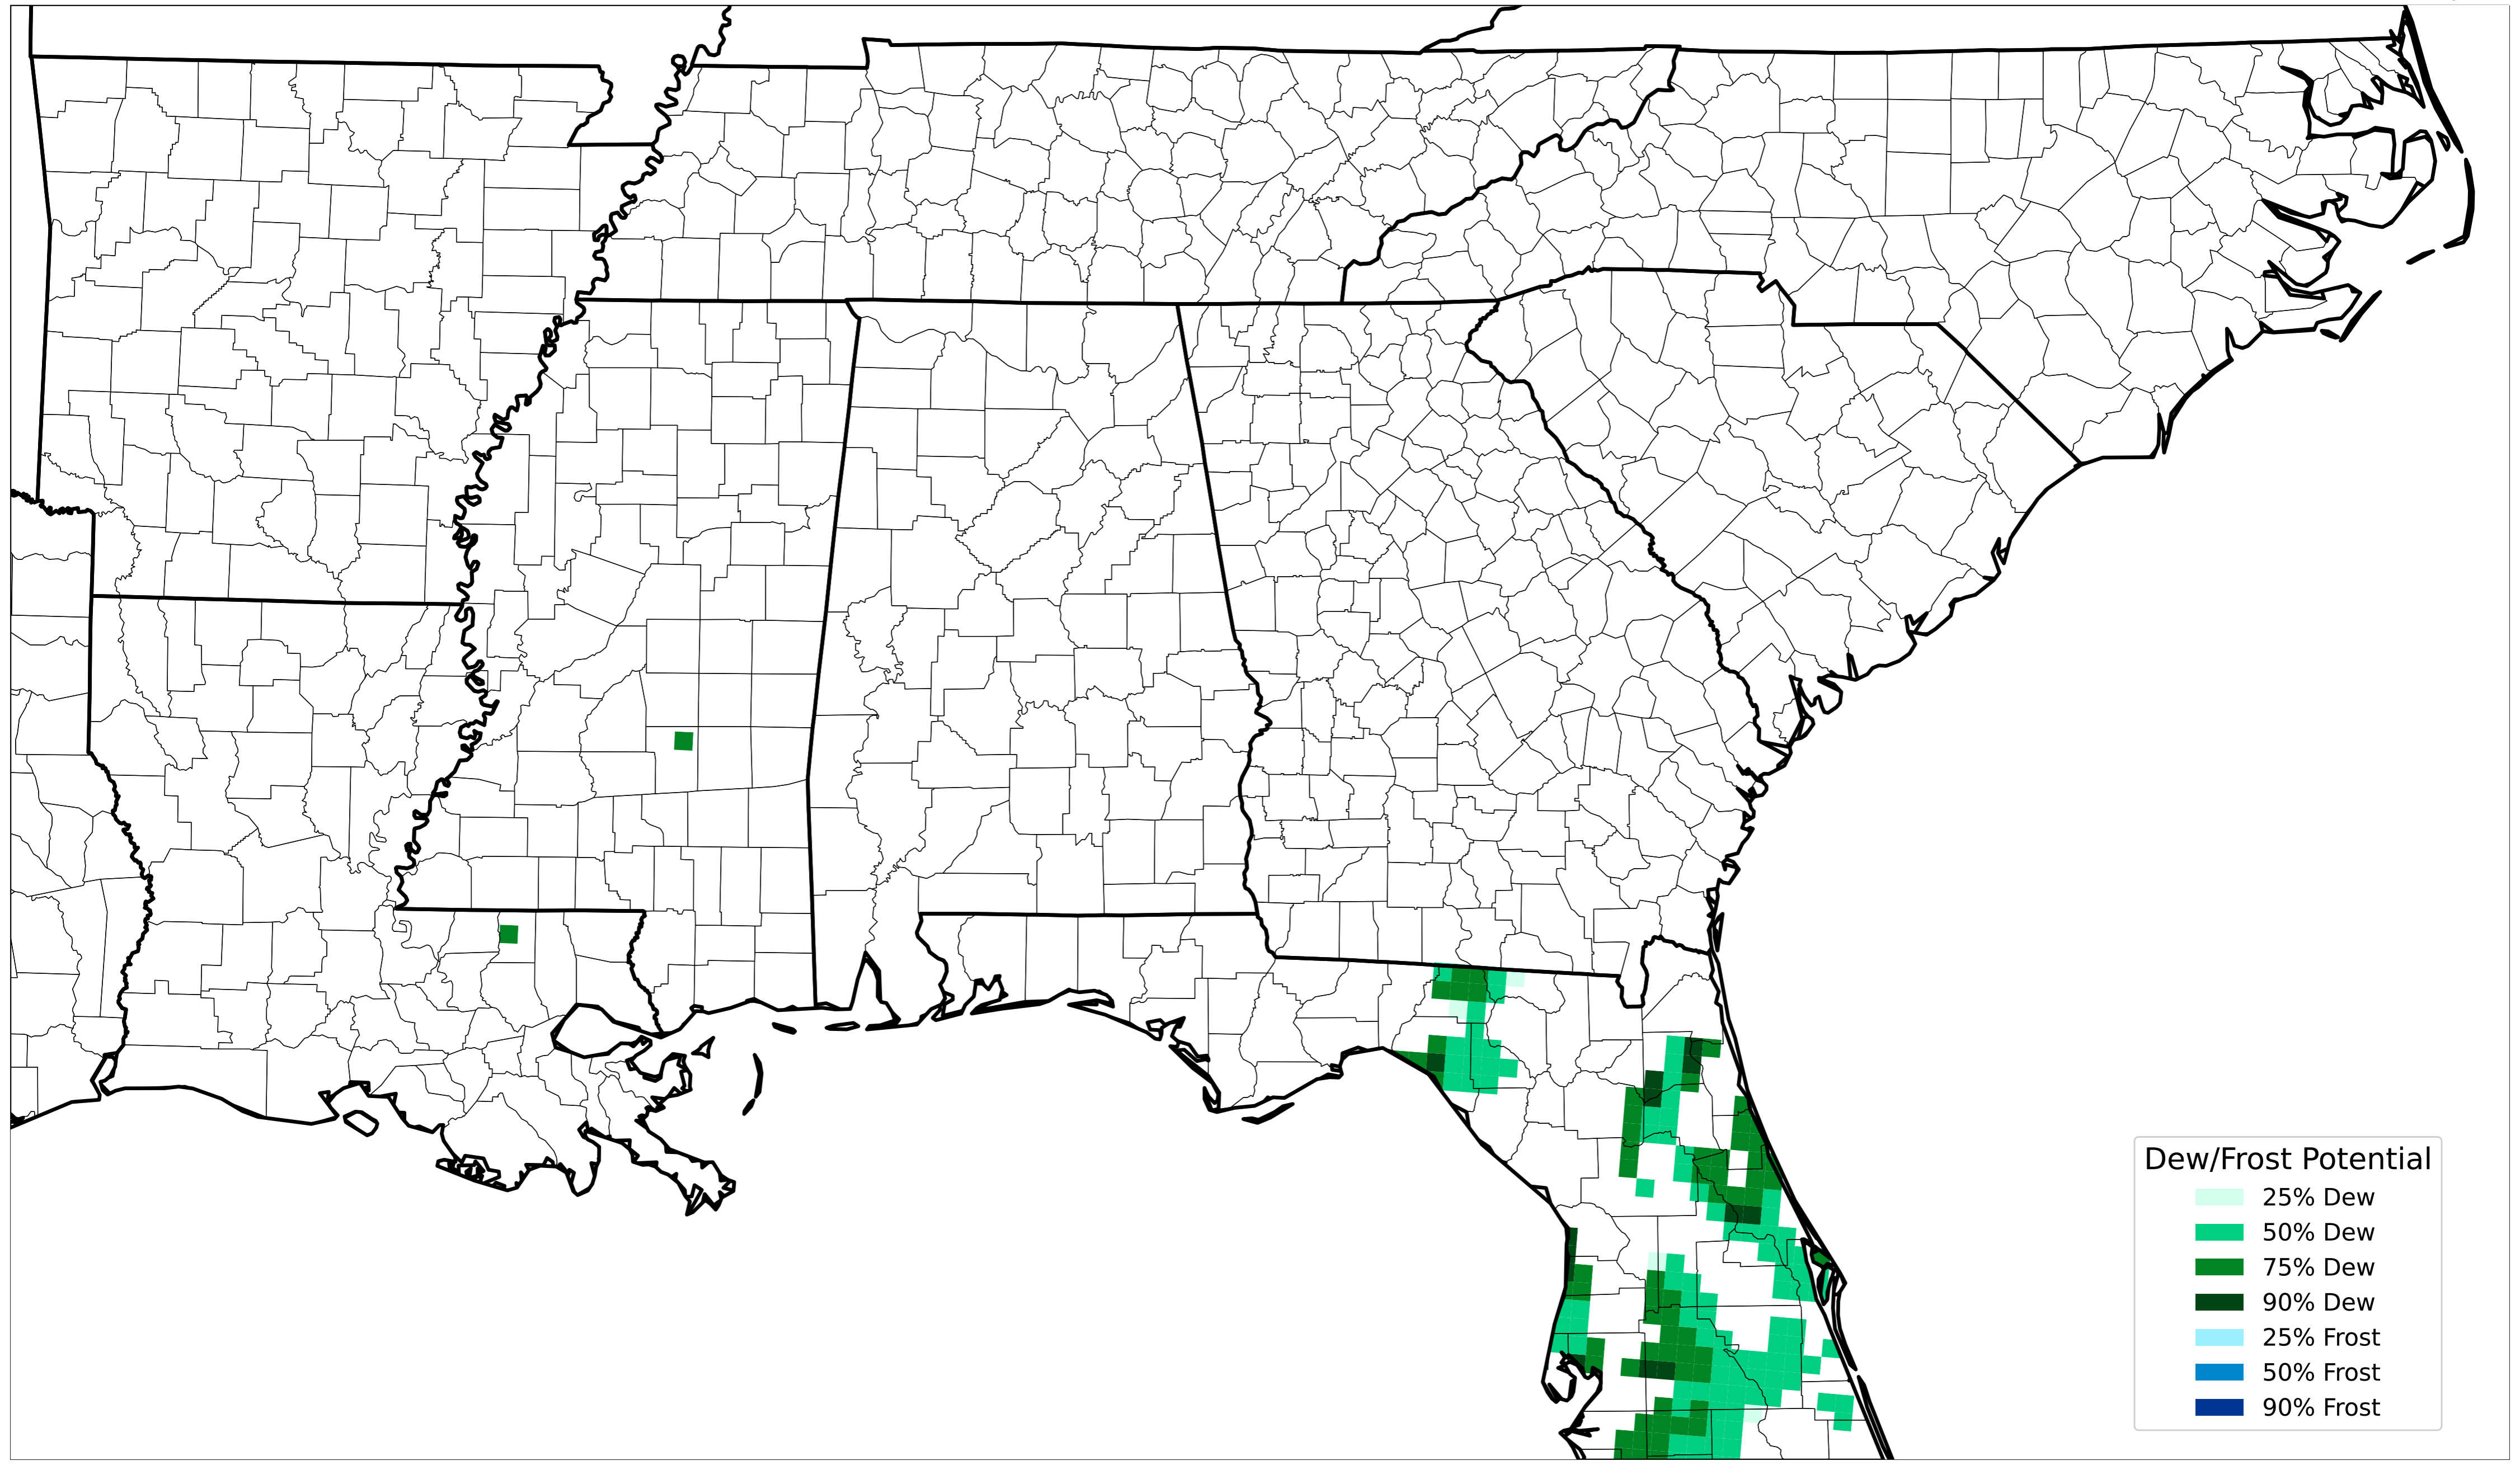 Dew/Frost Potential
25% Dew
50% Dew
75% Dew
90% Dew
25% Frost
50% Frost
90% Frost